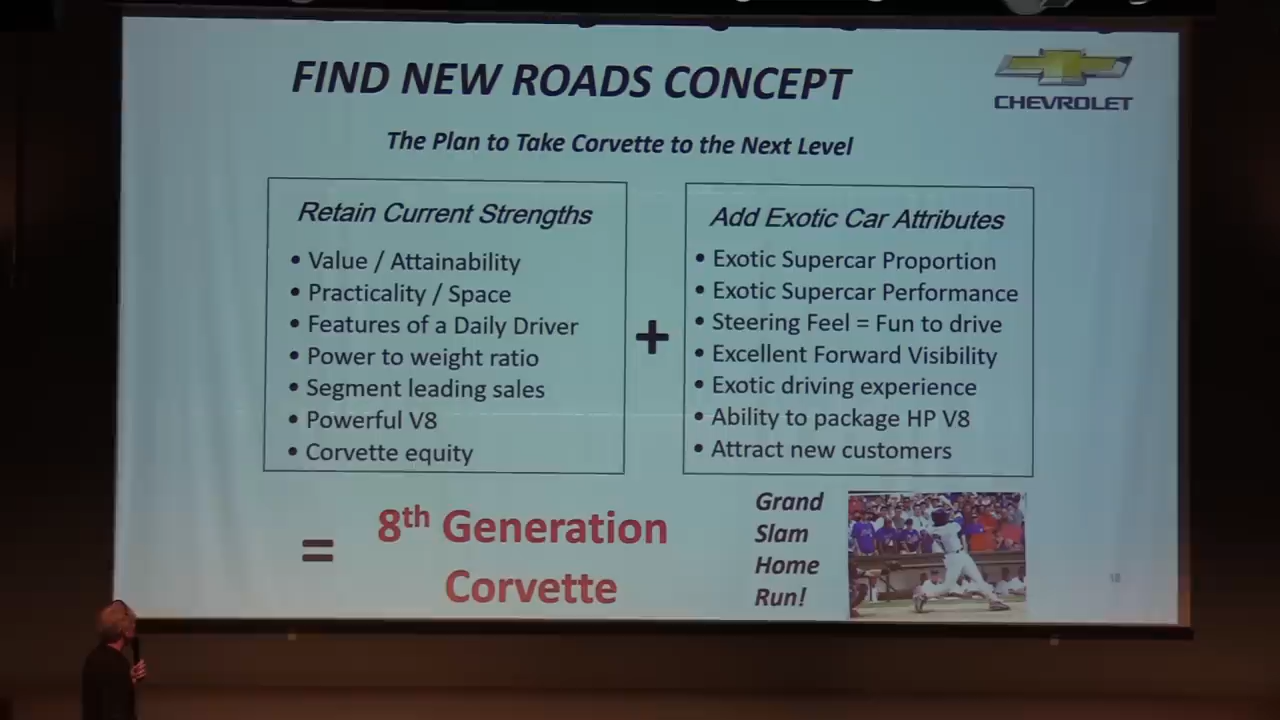 FIND NEW ROADS CONCEPT
CHEVROLET
The Plan to Take Corvette to the Next Level
Retain Current Strengths
• Value / Attainability
• Practicality / Space
• Features of a Daily Driver
• Power to weight ratio
• Segment leading sales
• Powerful V8
• Corvette equity
+
Add Exotic Car Attributes
• Exotic Supercar Proportion
• Exotic Supercar Performance
• Steering Feel = Fun to drive
• Excellent Forward Visibility
• Exotic driving experience
• Ability to package HP V8
• Attract new customers
= 8th Generation
Corvette
Grand
Slam
Home
Run!
18